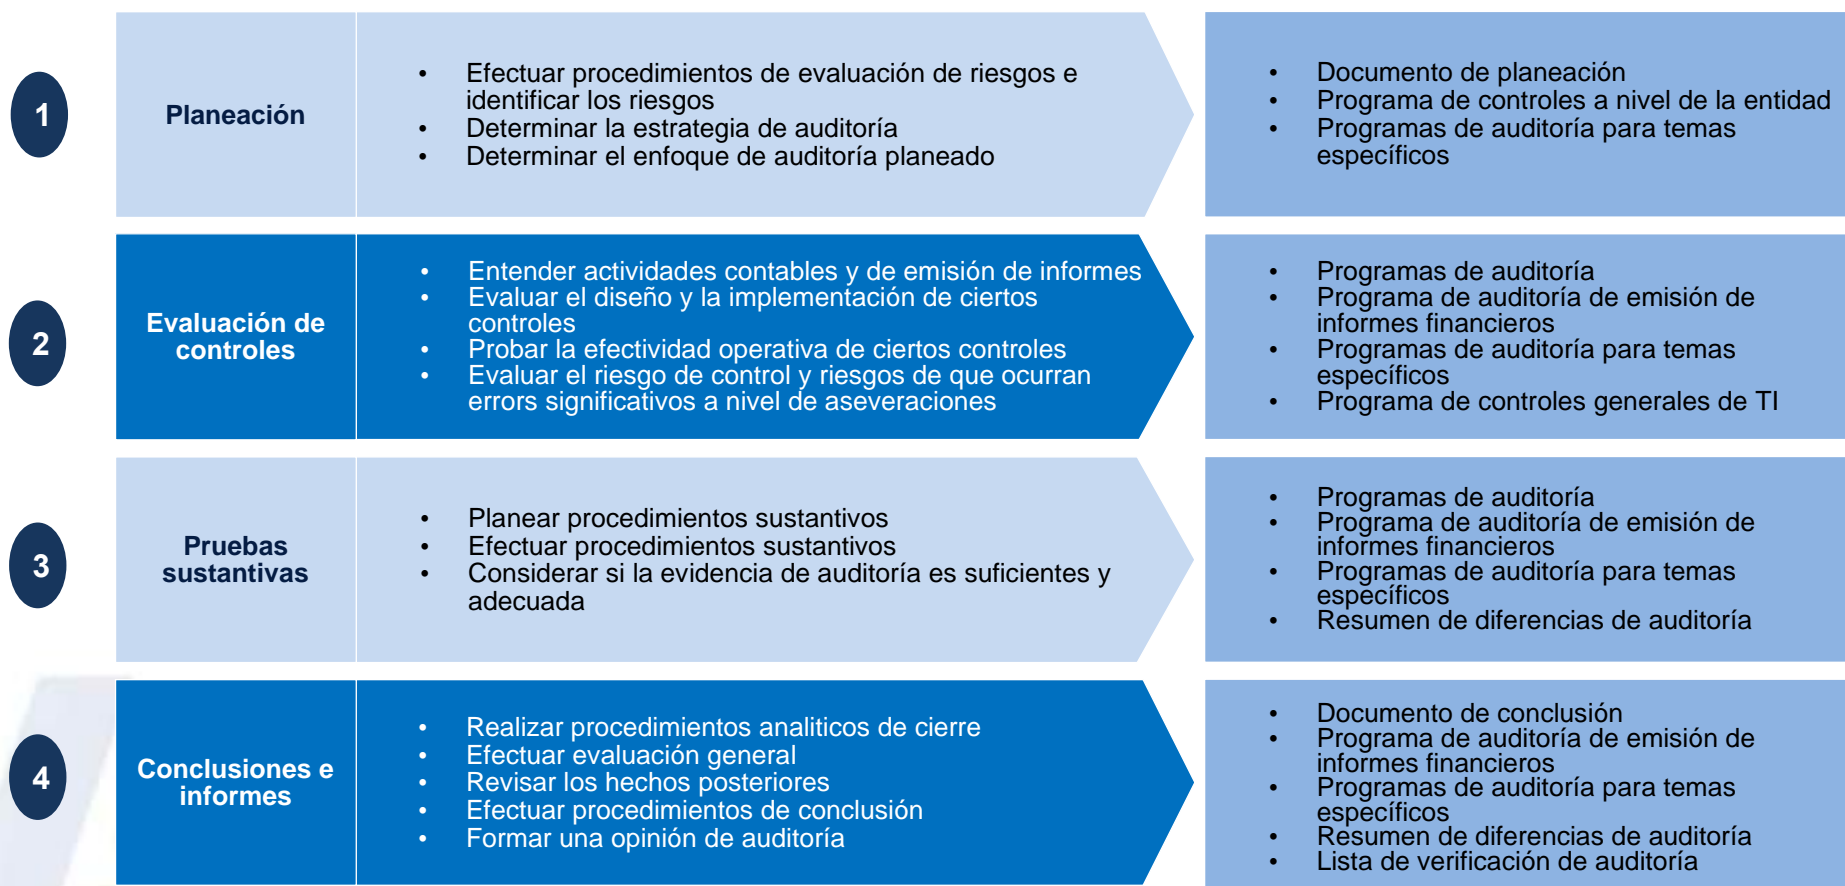 1
Planeación
• Efectuar procedimientos de evaluación de riesgos e
identificar los riesgos
• Determinar la estrategia de auditoría
• Determinar el enfoque de auditoría planeado
• Documento de planeación
• Programa de controles a nivel de la entidad
• Programas de auditoría para temas
específicos
2
Evaluación de
controles
• Entender actividades contables y de emisión de informes
• Evaluar el diseño y la implementación de ciertos
controles
• Probar la efectividad operativa de ciertos controles
• Evaluar el riesgo de control y riesgos de que ocurran
errors significativos a nivel de aseveraciones
• Programas de auditoría
• Programa de auditoría de emisión de
informes financieros
• Programas de auditoría para temas
específicos
• Programa de controles generales de TI
3
Pruebas
sustantivas
• Planear procedimientos sustantivos
• Efectuar procedimientos sustantivos
• Considerar si la evidencia de auditoría es suficientes y
adecuada
• Programas de auditoría
• Programa de auditoría de emisión de
informes financieros
• Programas de auditoría para temas
específicos
• Resumen de diferencias de auditoría
4
Conclusiones e
informes
• Realizar procedimientos analiticos de cierre
• Efectuar evaluación general
• Revisar los hechos posteriores
• Efectuar procedimientos de conclusión
• Formar una opinión de auditoría
• Documento de conclusión
• Programa de auditoría de emisión de
informes financieros
• Programas de auditoría para temas
específicos
• Resumen de diferencias de auditoría
• Lista de verificación de auditoría